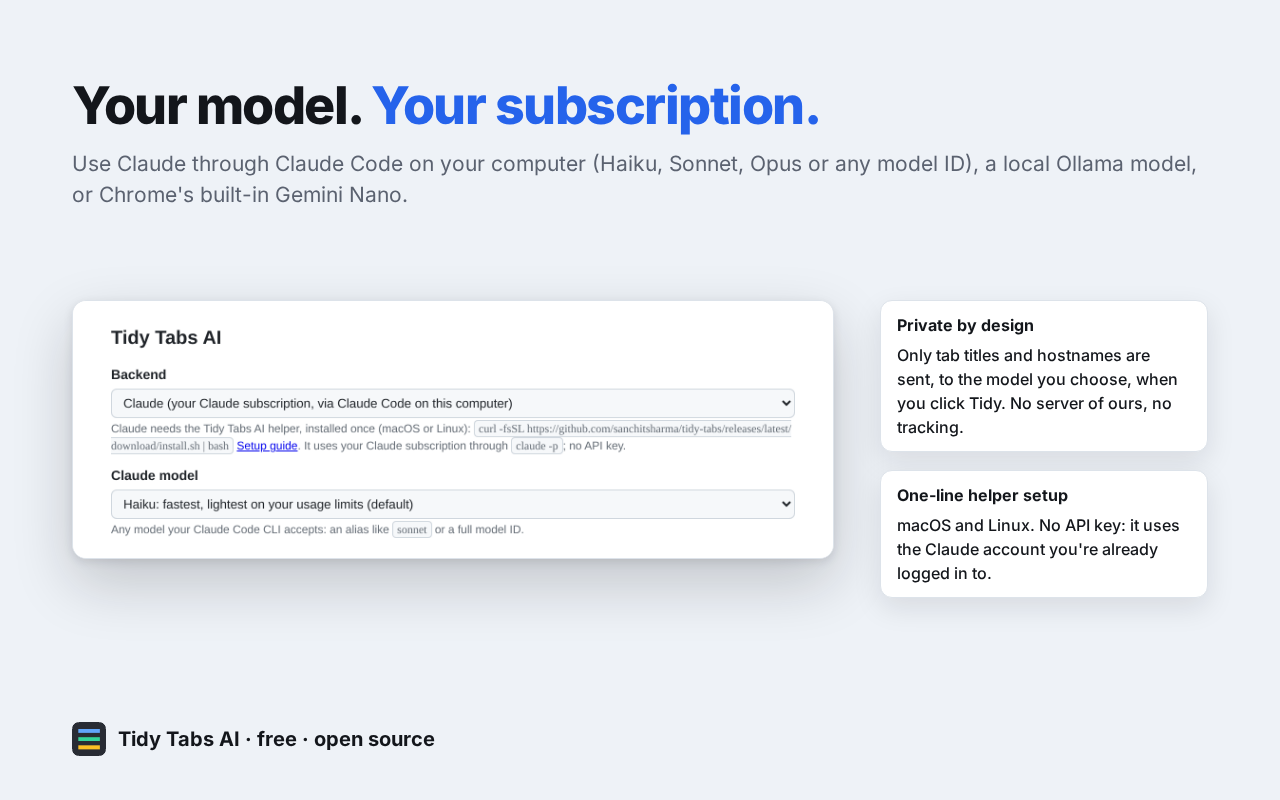 Your model. Your subscription.
Use Claude through Claude Code on your computer (Haiku, Sonnet, Opus or any model ID), a local Ollama model,
or Chrome's built-in Gemini Nano.
Tidy Tabs AI
Backend
Claude (your Claude subscription, via Claude Code on this computer)
Claude needs the Tidy Tabs AI helper, installed once (macOS or Linux): curl -fsSL https://github.com/sanchitsharma/tidy-tabs/releases/latest/
download/install.sh | bash Setup guide. It uses your Claude subscription through claude -p; no API key.
Claude model
Haiku: fastest, lightest on your usage limits (default)
Any model your Claude Code CLI accepts: an alias like sonnet or a full model ID.
Private by design
Only tab titles and hostnames are
sent, to the model you choose, when
you click Tidy. No server of ours, no
tracking.
One-line helper setup
macOS and Linux. No API key: it uses
the Claude account you're already
logged in to.
Tidy Tabs AI · free · open source